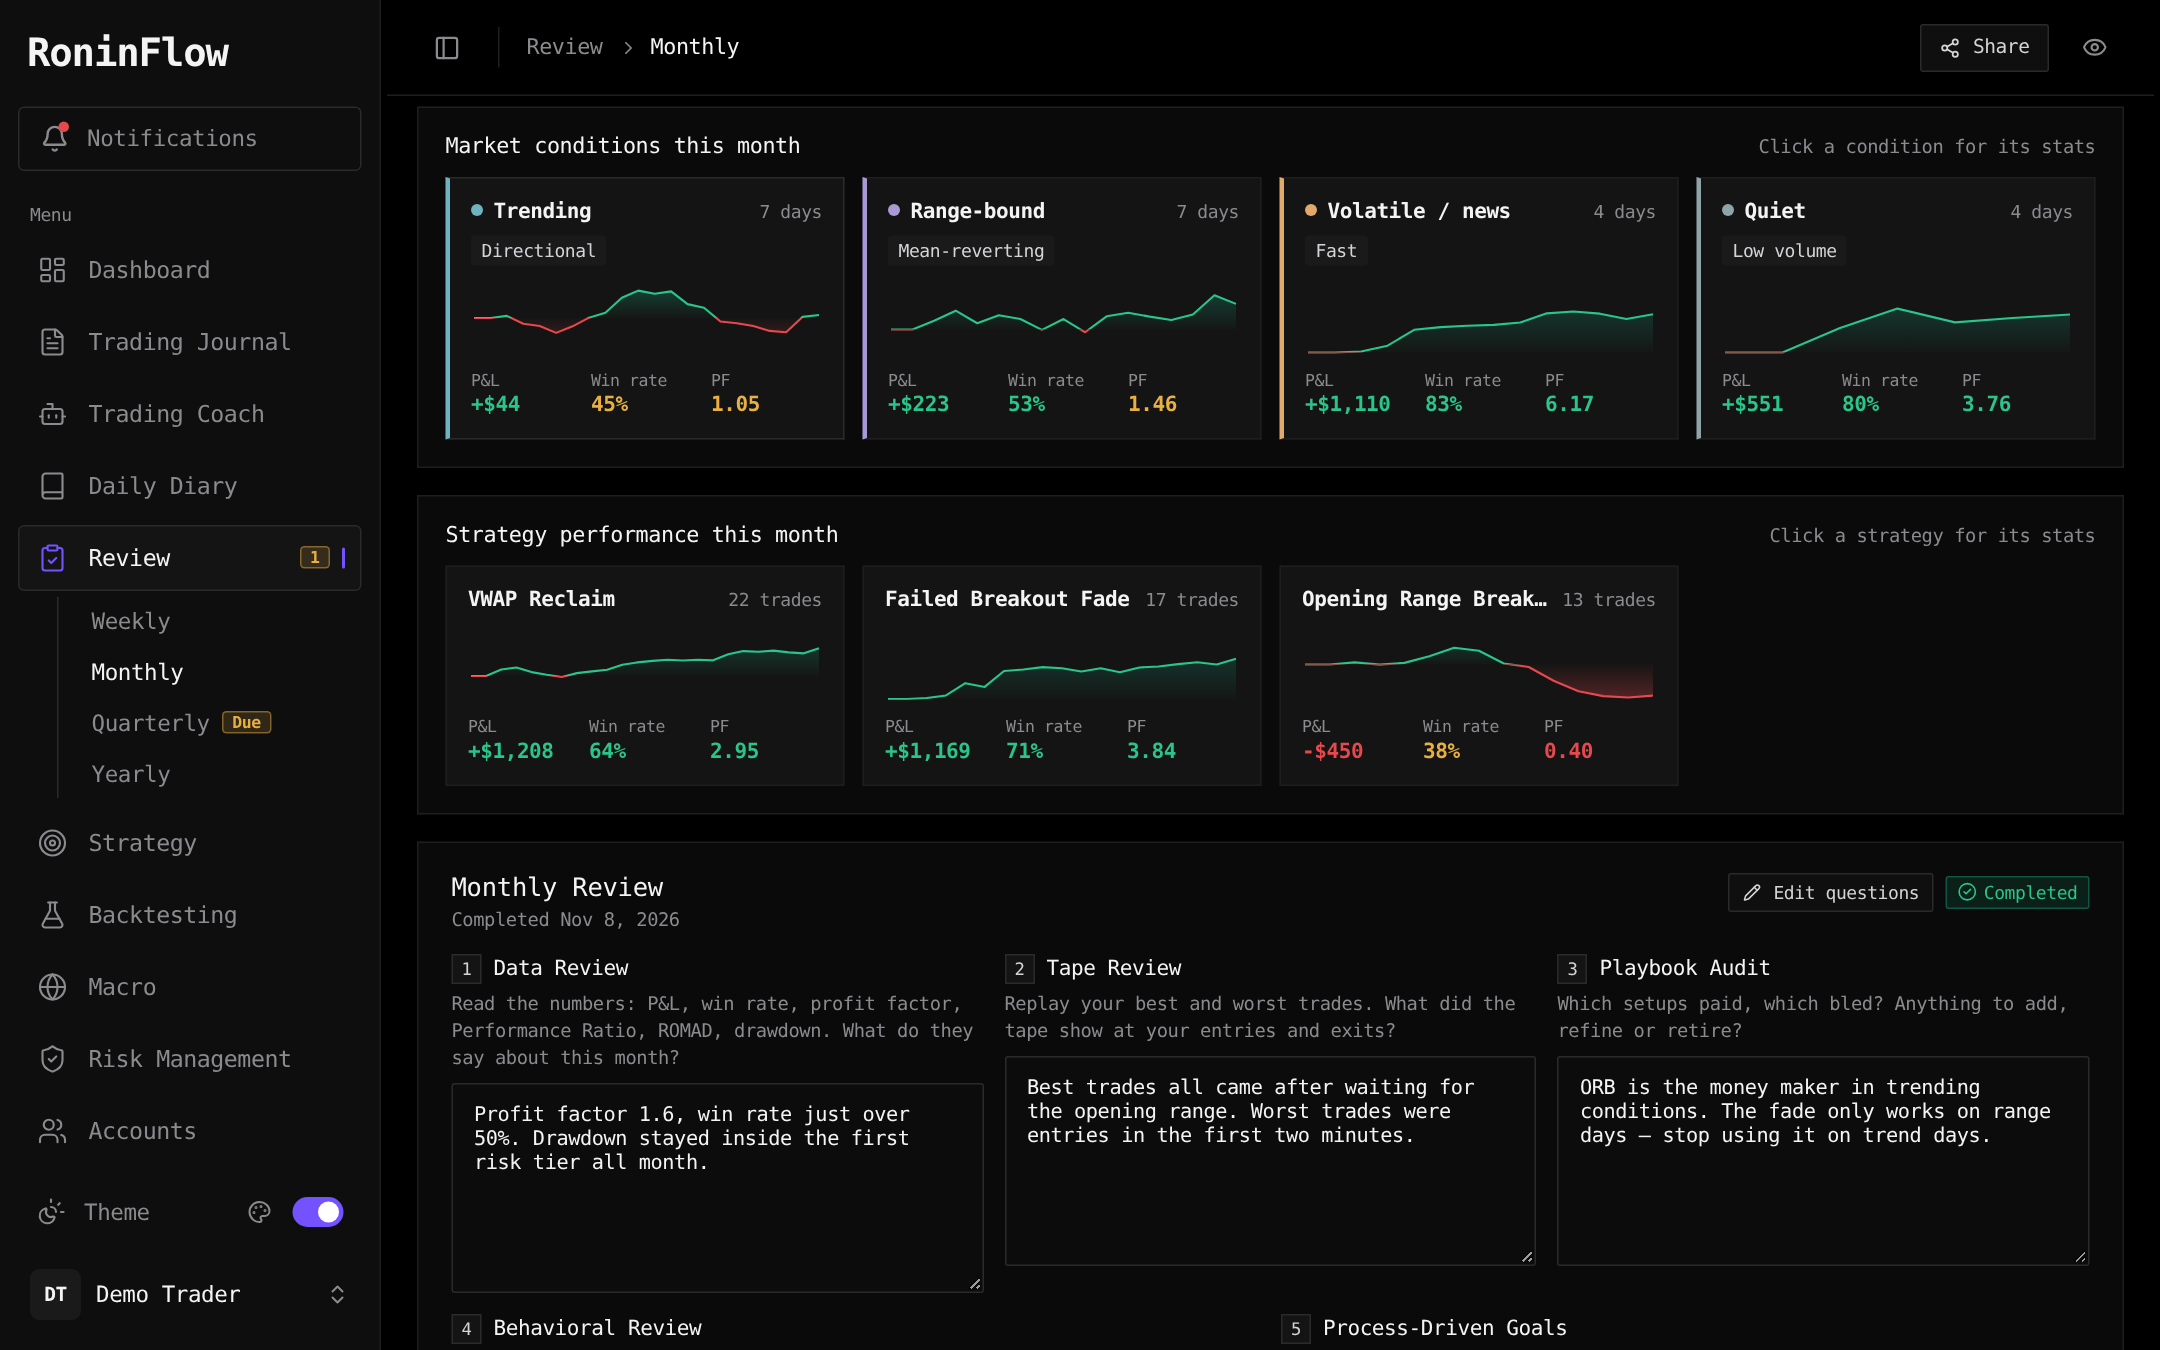 RoninFlow
Notifications
Menu
Dashboard
Trading Journal
Trading Coach
Daily Diary
Review 1
Weekly
Monthly
Quarterly Due
Yearly
Strategy
Backtesting
Macro
Risk Management
Accounts
Theme
DT Demo Trader
Review > Monthly
Share
Market conditions this month
Click a condition for its stats
Trending 7 days
Directional
P&L Win rate PF
+$44 45% 1.05
Range-bound 7 days
Mean-reverting
P&L Win rate PF
+$223 53% 1.46
Volatile / news 4 days
Fast
P&L Win rate PF
+$1,110 83% 6.17
Quiet 4 days
Low volume
P&L Win rate PF
+$551 80% 3.76
Strategy performance this month
Click a strategy for its stats
VWAP Reclaim 22 trades
P&L Win rate PF
+$1,208 64% 2.95
Failed Breakout Fade 17 trades
P&L Win rate PF
+$1,169 71% 3.84
Opening Range Break… 13 trades
P&L Win rate PF
-$450 38% 0.40
Monthly Review
Completed Nov 8, 2026
Edit questions
Completed
1 Data Review
Read the numbers: P&L, win rate, profit factor,
Performance Ratio, ROMAD, drawdown. What do they
say about this month?
Profit factor 1.6, win rate just over
50%. Drawdown stayed inside the first
risk tier all month.
2 Tape Review
Replay your best and worst trades. What did the
tape show at your entries and exits?
Best trades all came after waiting for
the opening range. Worst trades were
entries in the first two minutes.
3 Playbook Audit
Which setups paid, which bled? Anything to add,
refine or retire?
ORB is the money maker in trending
conditions. The fade only works on range
days — stop using it on trend days.
4 Behavioral Review
5 Process-Driven Goals